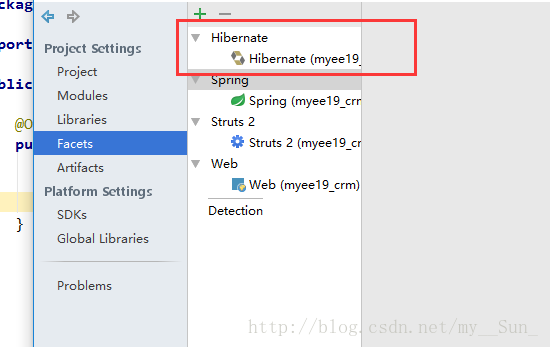 ckag
port
ublic
@O
pu
}
Project Settings
Project
Modules
Libraries
Facets
Artifacts
Platform Settings
SDKs
Global Libraries
Problems
Hibernate
Hibernate (myee19_
Spring
Spring (myee19_crm
Struts 2
Struts 2 (myee19_cr
Web
Web (myee19_crm)
Detection
http://blog.csdn.net/my__Sun_